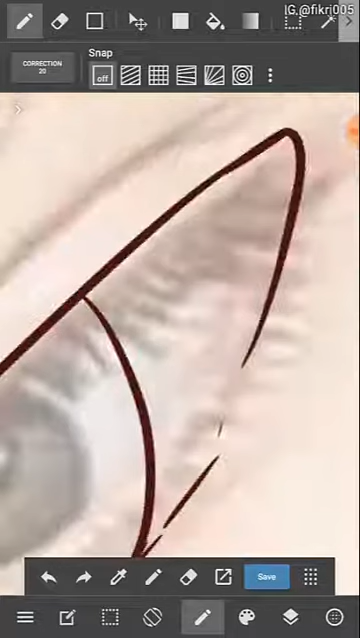 IG,@fikri005
Snap
CORRECTION
20
off
Save